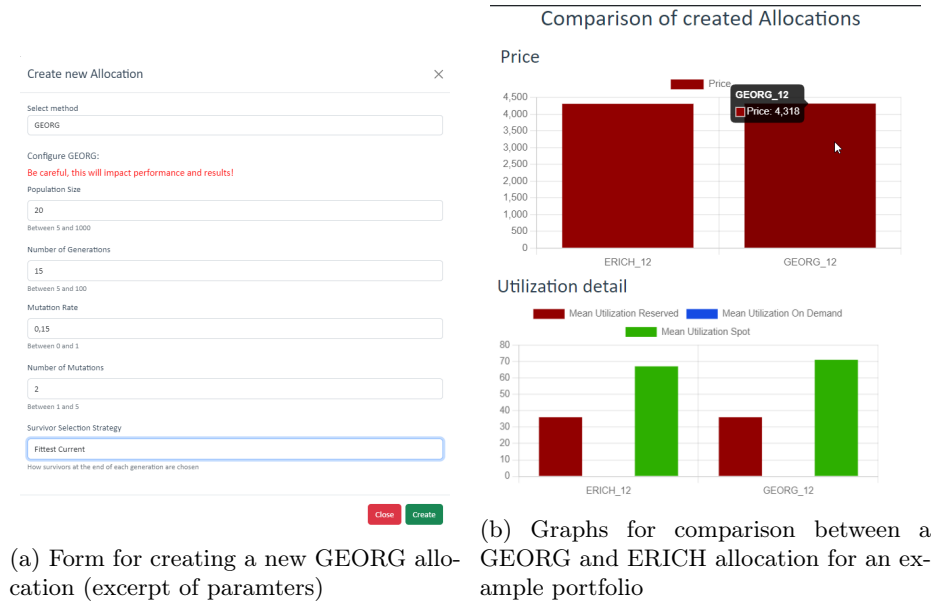 Create new Allocation
Select method
GEORG
Configure GEORG:
Be careful, this will impact performance and results!
Population Size
20
Between 5 and 1000
Number of Generations
15
Between 5 and 100
Mutation Rate
0,15
Between 0 and 1
Number of Mutations
2
Between 1 and 5
Survivor Selection Strategy
Fittest Current
How survivors at the end of each generation are chosen
Close Create
(a) Form for creating a new GEORG allo-
cation (excerpt of paramters)
Comparison of created Allocations
Price
Price
GEORG_12
Price: 4,318
4,500
4,000
3,500
3,000
2,500
2,000
1,500
1,000
500
0
ERICH_12 GEORG_12
Utilization detail
Mean Utilization Reserved Mean Utilization On Demand
Mean Utilization Spot
80
70
60
50
40
30
20
10
0
ERICH_12 GEORG_12
(b) Graphs for comparison between a
GEORG and ERICH allocation for an ex-
ample portfolio